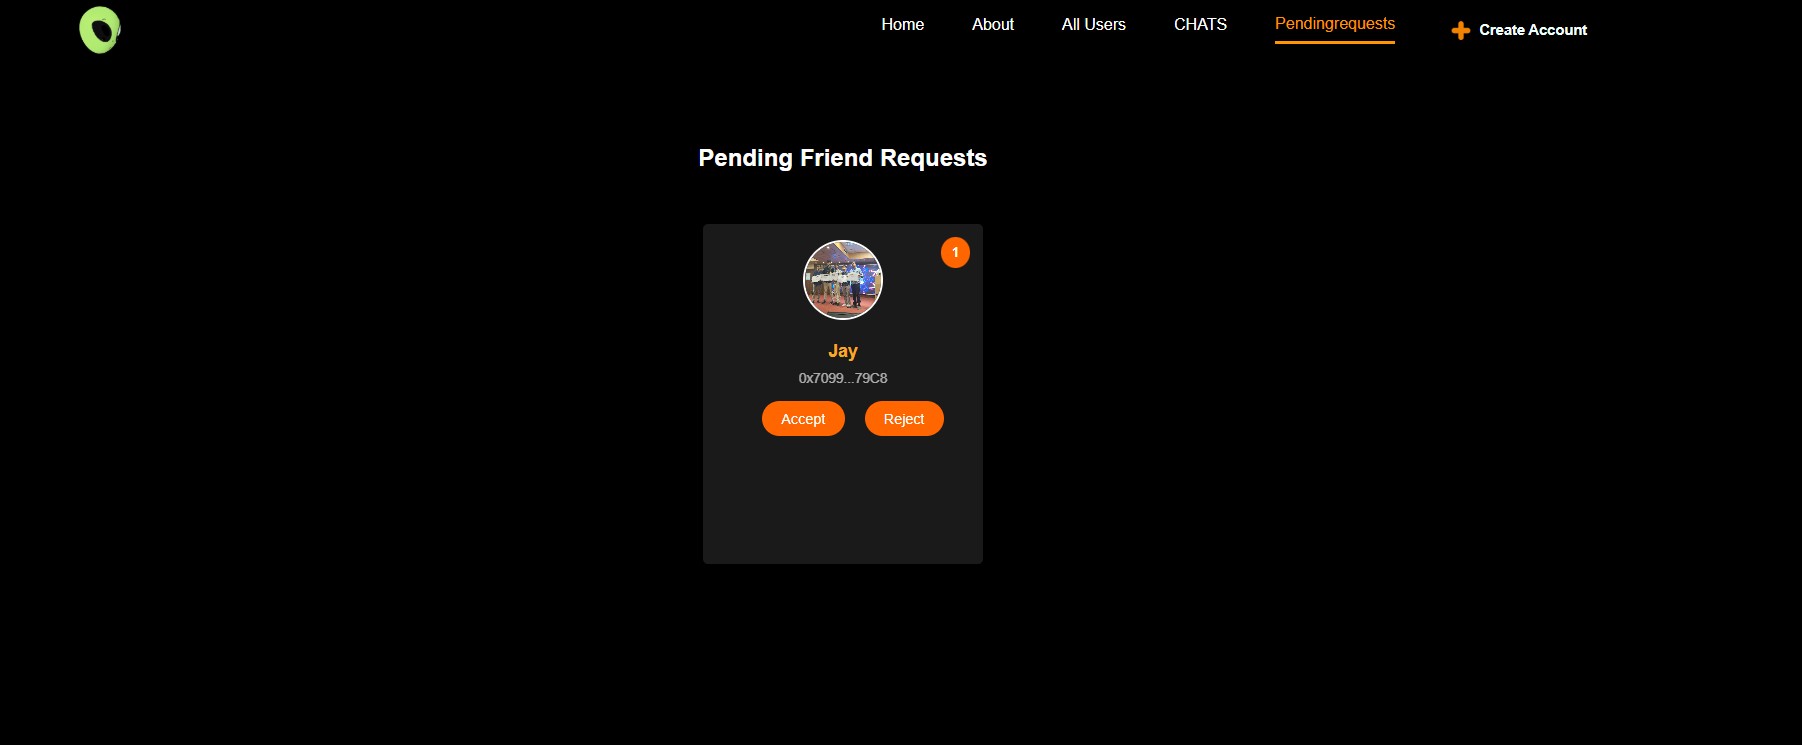 Home About All Users CHATS Pendingrequests Create Account
Pending Friend Requests
1
Jay
0x7099...79C8
Accept Reject